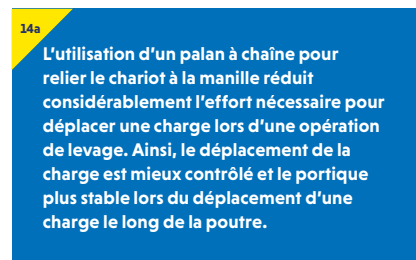 14a
L'utilisation d'un palan à chaîne pour
relier le chariot à la manille réduit
considérablement l'effort nécessaire pour
déplacer une charge lors d'une opération
de levage. Ainsi, le déplacement de la
charge est mieux contrôlé et le portique
plus stable lors du déplacement d'une
charge le long de la poutre.